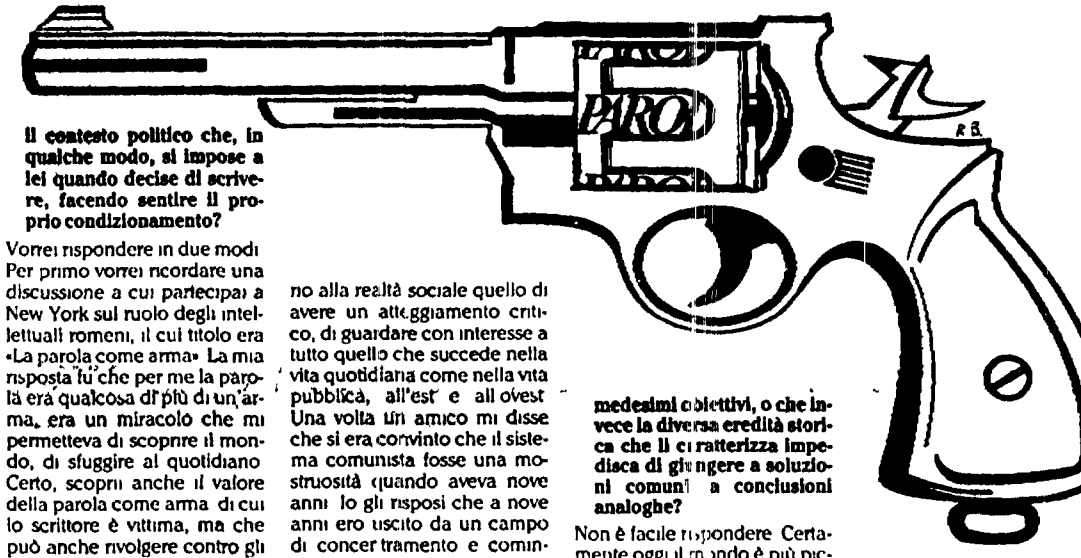 PARO
PARO
PARO
R B.
Il contesto politico che, in
qualche modo, si impose a
lei quando decise di scrive-
re, facendo sentire il pro-
prio condizionamento?
Vorrei rispondere in due modi
Per primo vorrei ricordare una
discussione a cui partecipai a
New York sul ruolo degli intel-
lettuali romeni, il cui titolo era
«La parola come arma» La mia
risposta fu che per me la paro-
la era qualcosa di più di un'ar-
ma, era un miracolo che mi
permetteva di scoprire il mon-
do, di sfuggire al quotidiano
Certo, scoprii anche il valore
della parola come arma di cui
lo scrittore è vittima, ma che
può anche rivolgere contro gli
no alla realtà sociale quello di
avere un atteggiamento criti-
co, di guardare con interesse a
tutto quello che succede nella
vita quotidiana come nella vita
pubblica, all'est e all ovest
Una volta un amico mi disse
che si era convinto che il siste-
ma comunista fosse una mo-
struosità quando aveva nove
anni Io gli risposi che a nove
anni ero uscito da un campo
di concentramento e comin-
medesimi obiettivi, o che in-
vece la diversa eredità stori-
ca che li caratterizza impe-
disca di giungere a soluzio-
ni comuni a conclusioni
analoghe?
Non è facile rispondere Certa-
mente oggi il mondo è più pic-